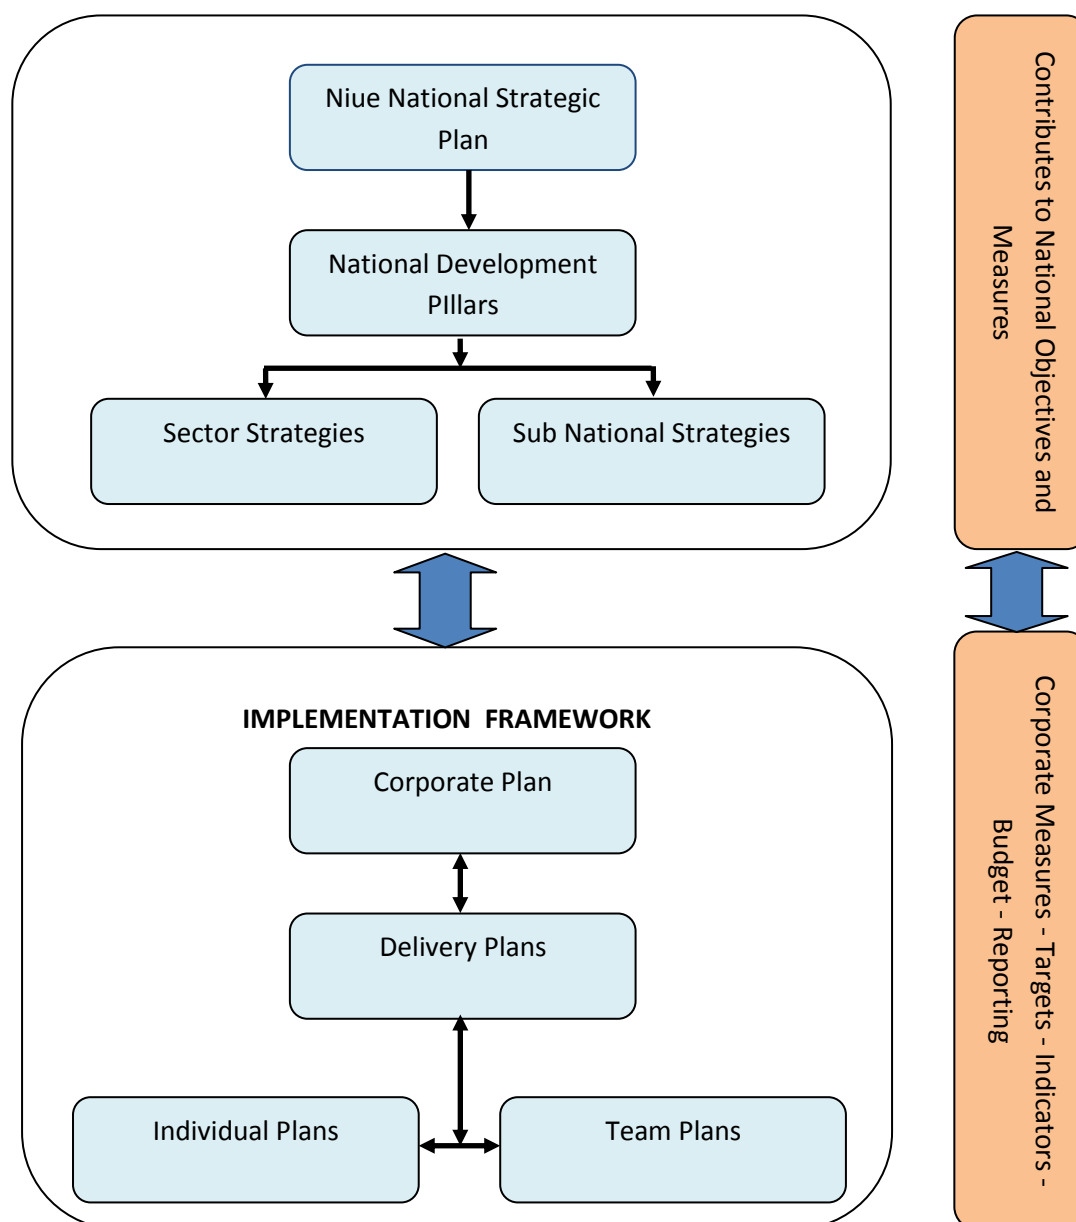 Niue National Strategic
Plan
National Development
PIllars
Sector Strategies
Sub National Strategies
Contributes to National Objectives and
Measures
IMPLEMENTATION  FRAMEWORK
Corporate Plan
Delivery Plans
Individual Plans
Team Plans
Corporate Measures - Targets - Indicators -
Budget - Reporting